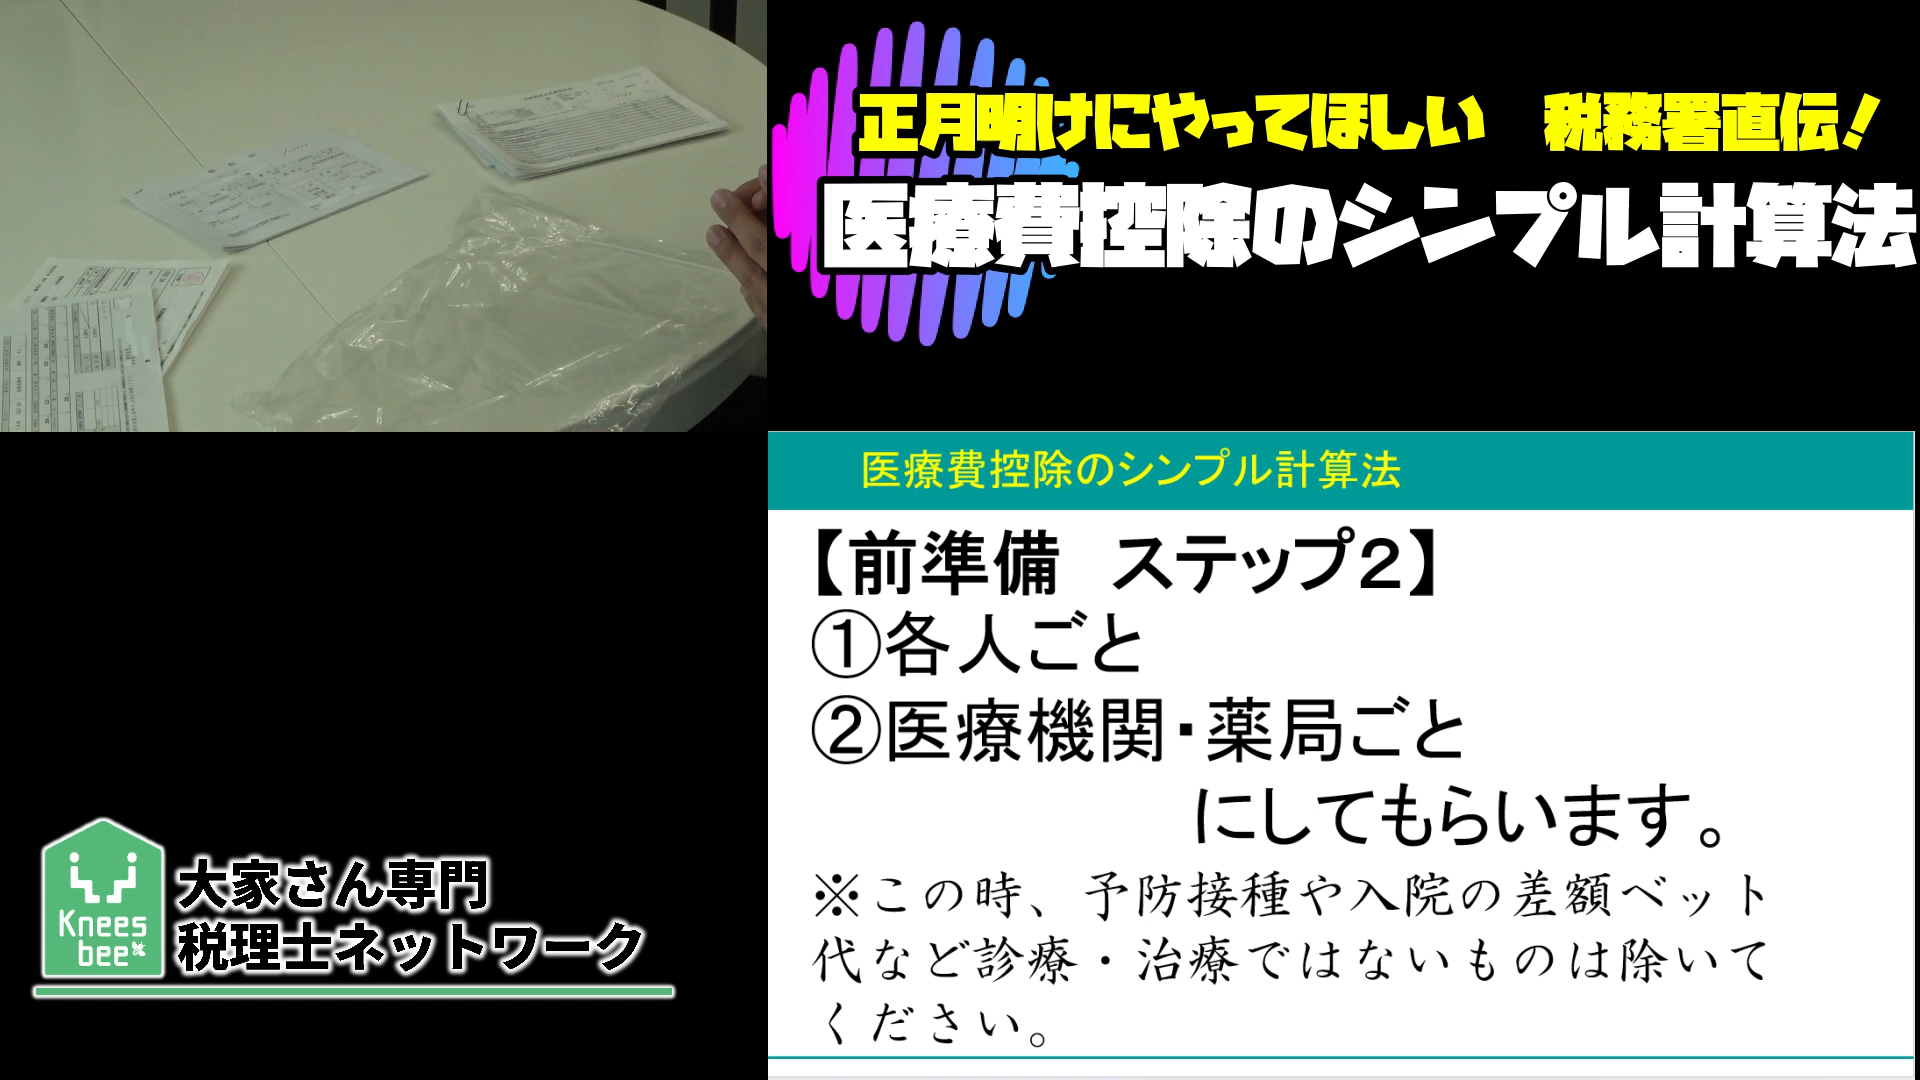 正月明けにやってほしい　税務署直伝！
医療費控除のシンプル計算法
医療費控除のシンプル計算法
【前準備　ステップ２】
①各人ごと
②医療機関・薬局ごと
にしてもらいます。
※この時、予防接種や入院の差額ベット
代など診療・治療ではないものは除いて
ください。
Knees
bee
大家さん専門
税理士ネットワーク